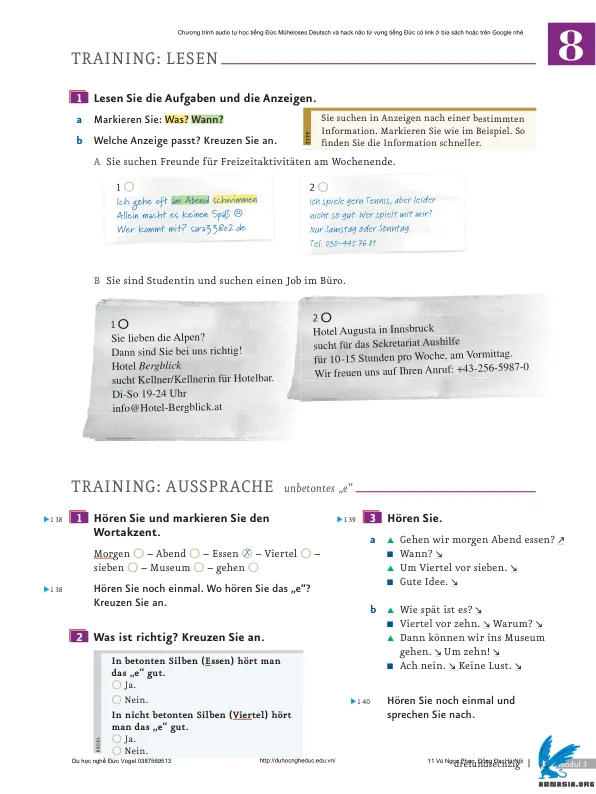 Chương trình audio tự học tiếng Đức Müheloses Deutsch và hack não từ vựng tiếng Đức có link ở bìa sách hoặc trên Google nhé
8
TRAINING: LESEN
1 Lesen Sie die Aufgaben und die Anzeigen.
a Markieren Sie: Was? Wann?
b Welche Anzeige passt? Kreuzen Sie an.
TIPP
Sie suchen in Anzeigen nach einer bestimmten
Information. Markieren Sie wie im Beispiel. So
finden Sie die Information schneller.
A Sie suchen Freunde für Freizeitaktivitäten am Wochenende.
1
Ich gehe oft am Abend schwimmen.
Allein macht es keinen Spaß ☹
Wer kommt mit? sara33@o2.de
2
Ich spiele gern Tennis, aber leider
nicht so gut. Wer spielt mit mir?
Nur Samstag oder Sonntag.
Tel: 030-445 76 81
B Sie sind Studentin und suchen einen Job im Büro.
1
Sie lieben die Alpen?
Dann sind Sie bei uns richtig!
Hotel Bergblick
sucht Kellner/Kellnerin für Hotelbar.
Di-So 19-24 Uhr
info@Hotel-Bergblick.at
2
Hotel Augusta in Innsbruck
sucht für das Sekretariat Aushilfe
für 10-15 Stunden pro Woche, am Vormittag.
Wir freuen uns auf Ihren Anruf: +43-256-5987-0
TRAINING: AUSSPRACHE unbetontes „e“
▶1 38 1 Hören Sie und markieren Sie den
Wortakzent.
Morgen ○ – Abend ○ – Essen ⓧ – Viertel ○ –
sieben ○ – Museum ○ – gehen ○
▶1 38 Hören Sie noch einmal. Wo hören Sie das „e“?
Kreuzen Sie an.
2 Was ist richtig? Kreuzen Sie an.
REGEL
In betonten Silben (Essen) hört man
das „e“ gut.
○ Ja.
○ Nein.
In nicht betonten Silben (Viertel) hört
man das „e“ gut.
○ Ja.
○ Nein.
▶1 39 3 Hören Sie.
a ▲ Gehen wir morgen Abend essen? ↗
■ Wann? ↘
▲ Um Viertel vor sieben. ↘
■ Gute Idee. ↘
b ▲ Wie spät ist es? ↘
■ Viertel vor zehn. ↘ Warum? ↘
▲ Dann können wir ins Museum
gehen. ↘ Um zehn! ↘
■ Ach nein. ↘ Keine Lust. ↘
▶1 40 Hören Sie noch einmal und
sprechen Sie nach.
dreiundsechzig | Modul 3
Du học nghề Đức Vogel 0387569513
http://duhocngheduc.edu.vn/
11 Vũ Ngọc Phan, Đống Đa, Hà Nội